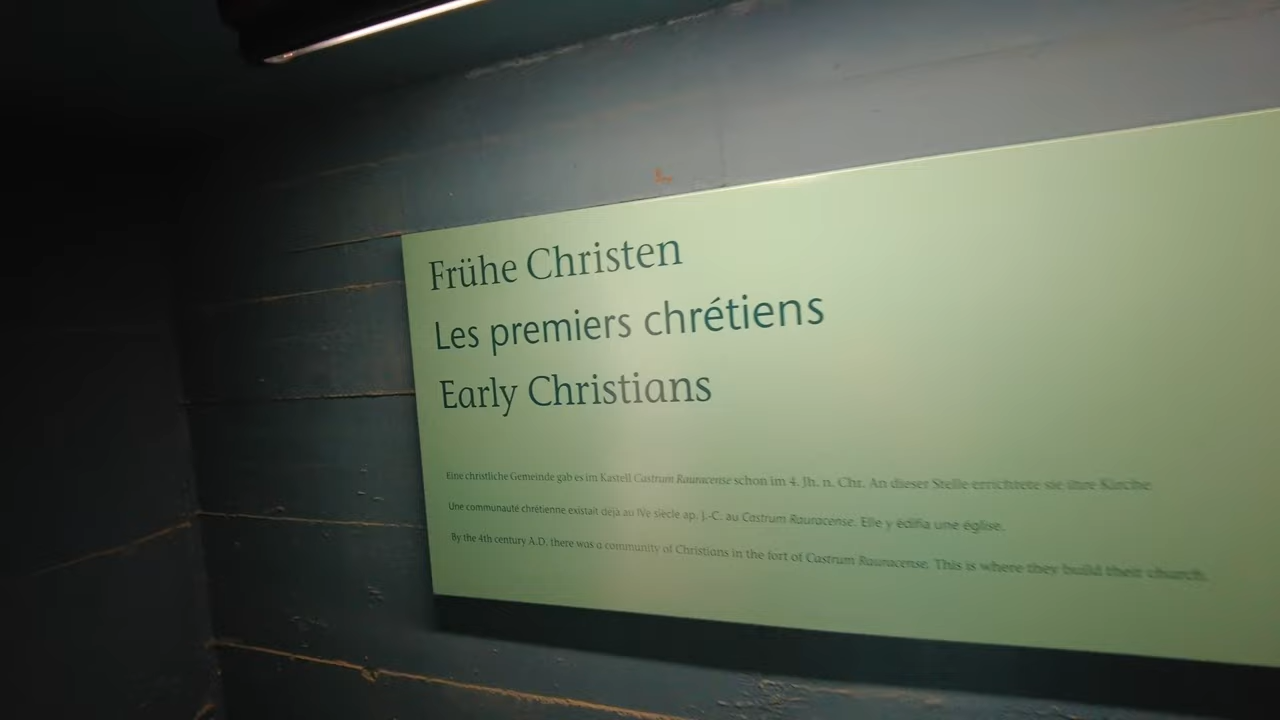 Frühe Christen
Les premiers chrétiens
Early Christians
Eine christliche Gemeinde gab es im Kastell Castrum Rauracense schon im 4. Jh. n. Chr. An dieser Stelle errichtete sie ihre Kirche.
Une communauté chrétienne existait déjà au IVe siècle ap. J.-C. au Castrum Rauracense. Elle y édifia une église.
By the 4th century A.D. there was a community of Christians in the fort of Castrum Rauracense. This is where they build their church.